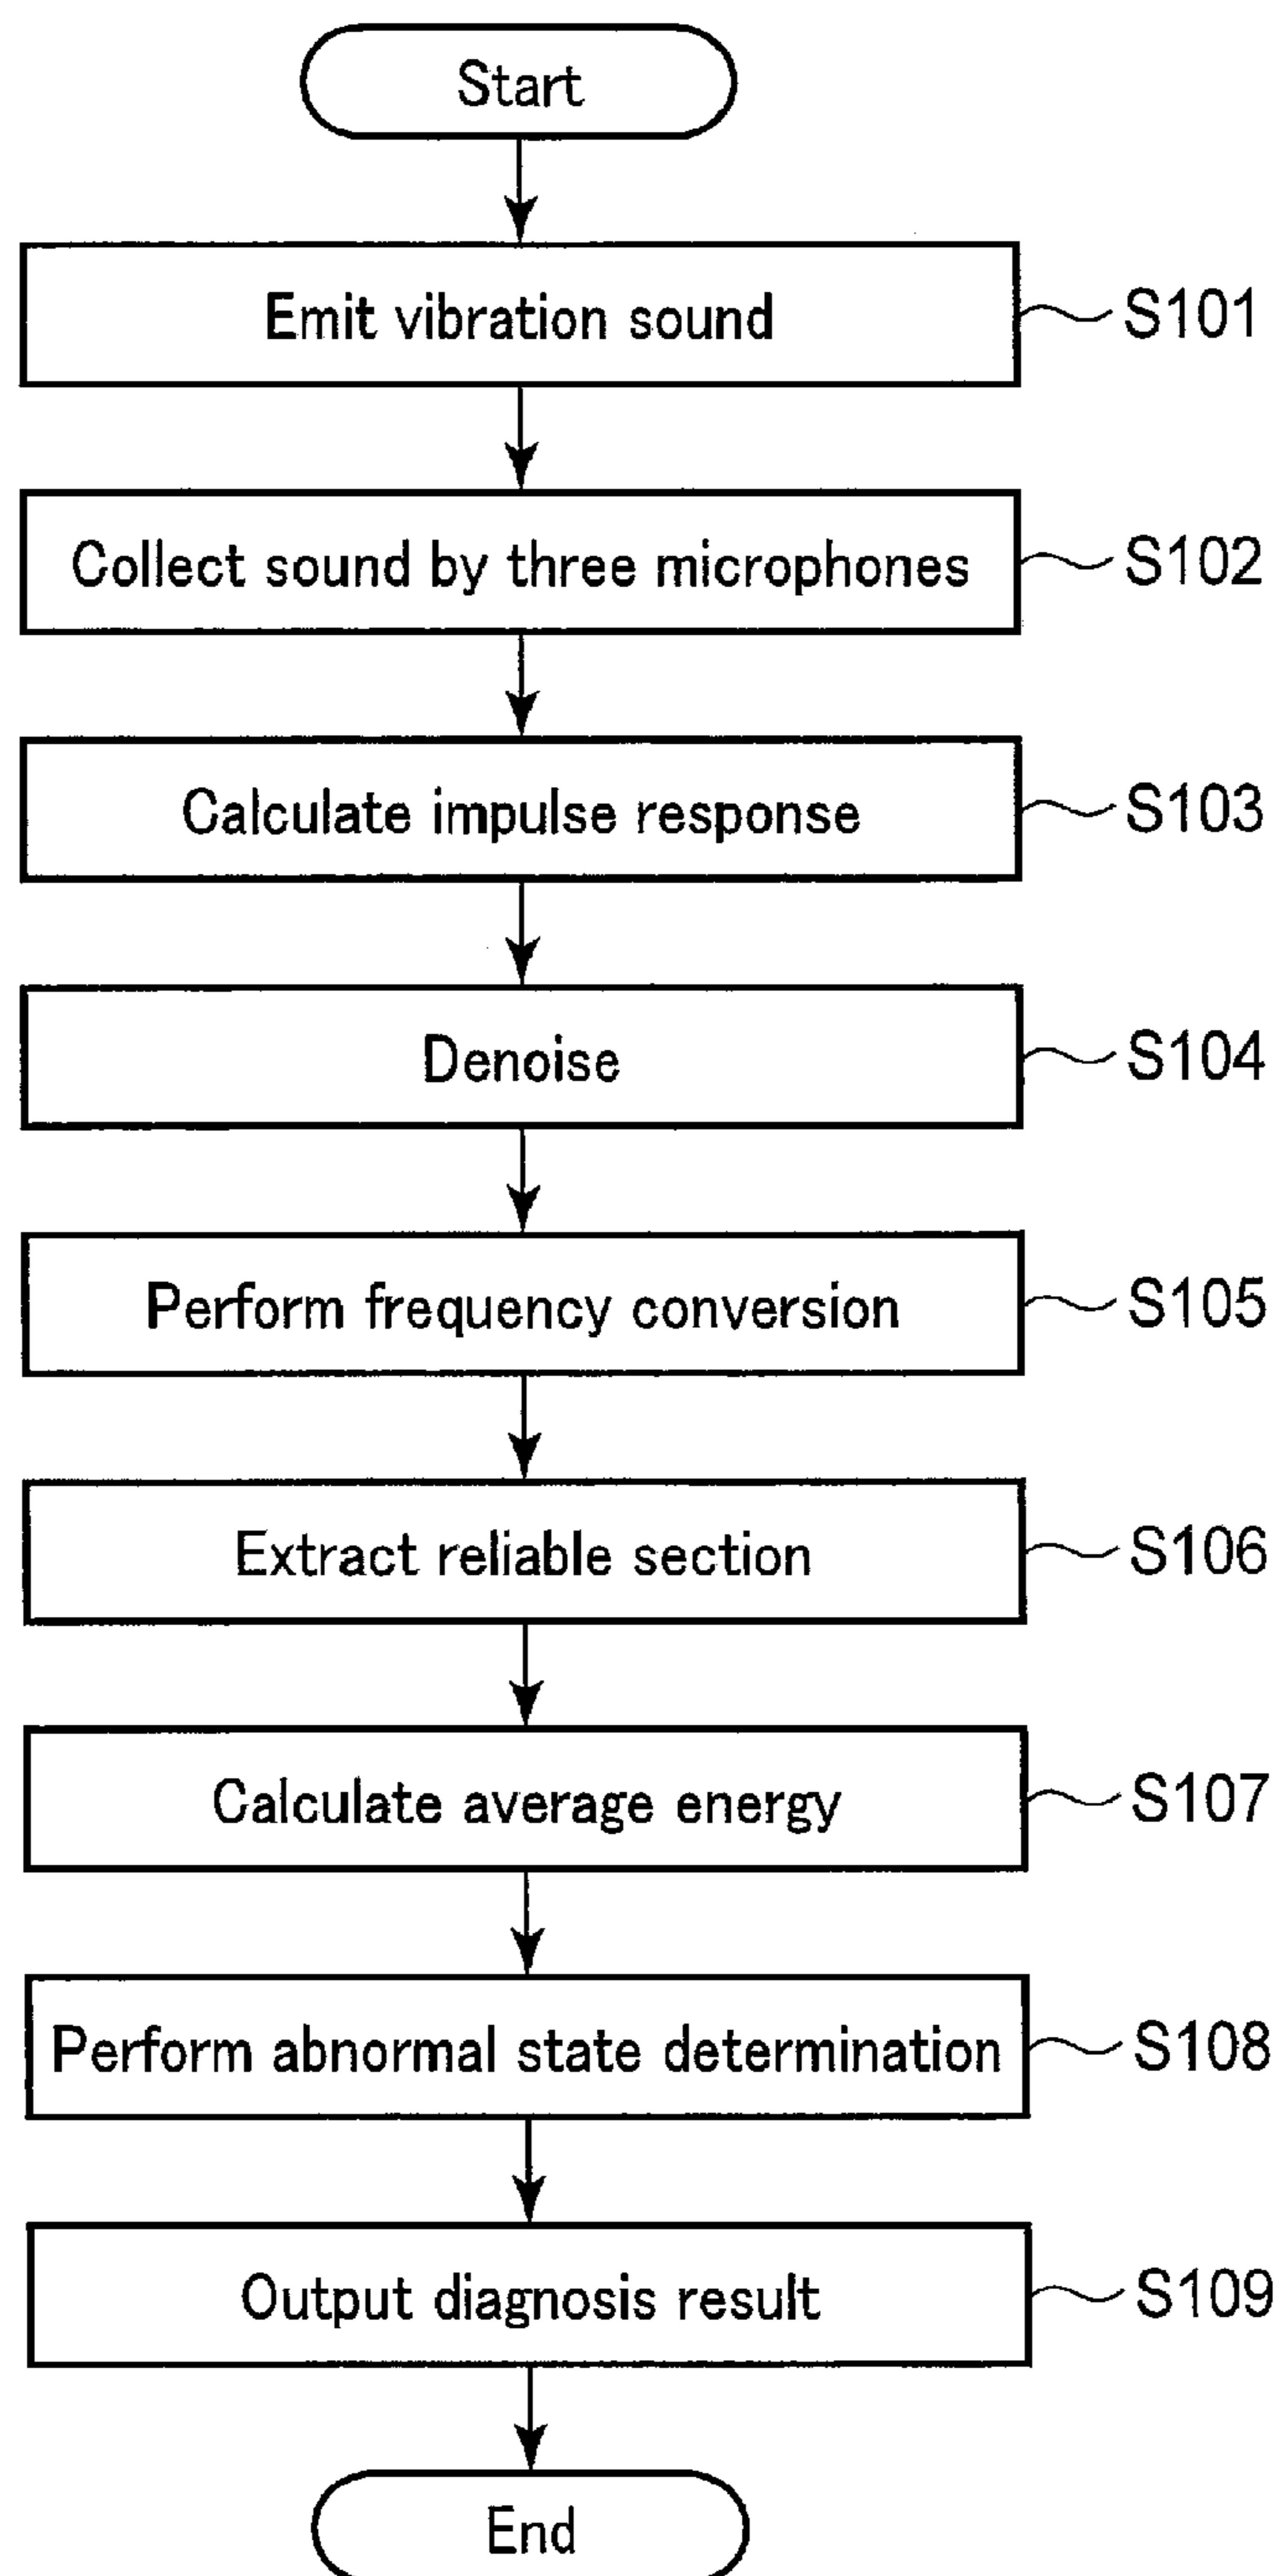 Start
Emit vibration sound
S101
Collect sound by three microphones
S102
Calculate impulse response
S103
Denoise
S104
Perform frequency conversion
S105
Extract reliable section
S106
Calculate average energy
S107
Perform abnormal state determination
S108
Output diagnosis result
S109
End